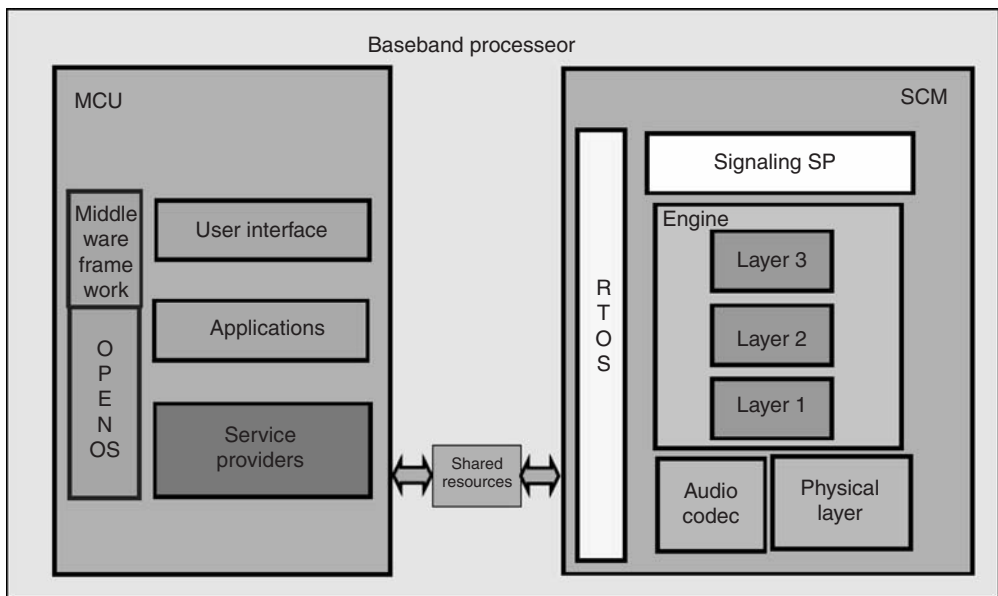 Baseband processeor
MCU
Middle
ware
frame
work
O
P
E
N
OS
User interface
Applications
Service
providers
Shared
resources
SCM
R
T
O
S
Signaling SP
Engine
Layer 3
Layer 2
Layer 1
Audio
codec
Physical
layer